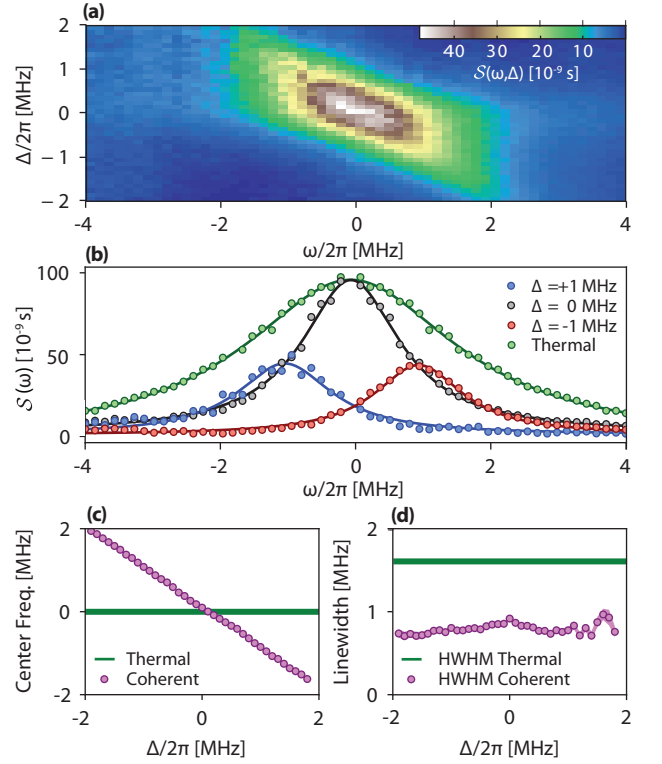 (a)
Δ/2π [MHz]
2
1
0
− 1
− 2
40 30 20 10
𝒮(ω,Δ) [10⁻⁹ s]
-4 -2 0 2 4
ω/2π [MHz]
(b)
𝒮(ω) [10⁻⁹ s]
100
50
0
Δ =+1 MHz
Δ = 0 MHz
Δ = -1 MHz
Thermal
-4 -2 0 2 4
ω/2π [MHz]
(c)
Center Freq. [MHz]
2
0
-2
Thermal
Coherent
-2 0 2
Δ/2π [MHz]
(d)
Linewidth [MHz]
2
1
0
HWHM Thermal
HWHM Coherent
-2 0 2
Δ/2π [MHz]